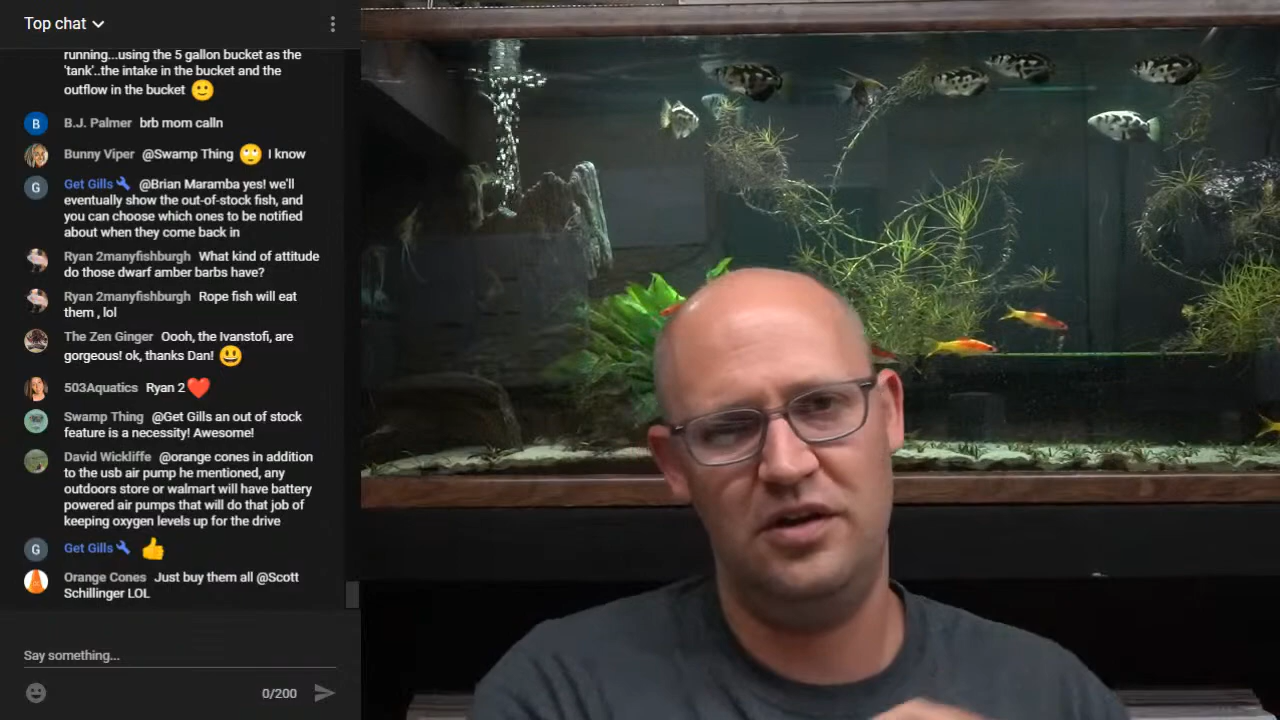 Top chat
running...using the 5 gallon bucket as the
'tank'..the intake in the bucket and the
outflow in the bucket 🙂
B B.J. Palmer brb mom calln
Bunny Viper @Swamp Thing 🙄 I know
G Get Gills @Brian Maramba yes! we'll
eventually show the out-of-stock fish, and
you can choose which ones to be notified
about when they come back in
Ryan 2manyfishburgh What kind of attitude
do those dwarf amber barbs have?
Ryan 2manyfishburgh Rope fish will eat
them , lol
The Zen Ginger Oooh, the Ivanstofi, are
gorgeous! ok, thanks Dan! 😃
503Aquatics Ryan 2❤️
Swamp Thing @Get Gills an out of stock
feature is a necessity! Awesome!
David Wickliffe @orange cones in addition
to the usb air pump he mentioned, any
outdoors store or walmart will have battery
powered air pumps that will do that job of
keeping oxygen levels up for the drive
G Get Gills 👍
Orange Cones Just buy them all @Scott
Schillinger LOL
Say something...
0/200